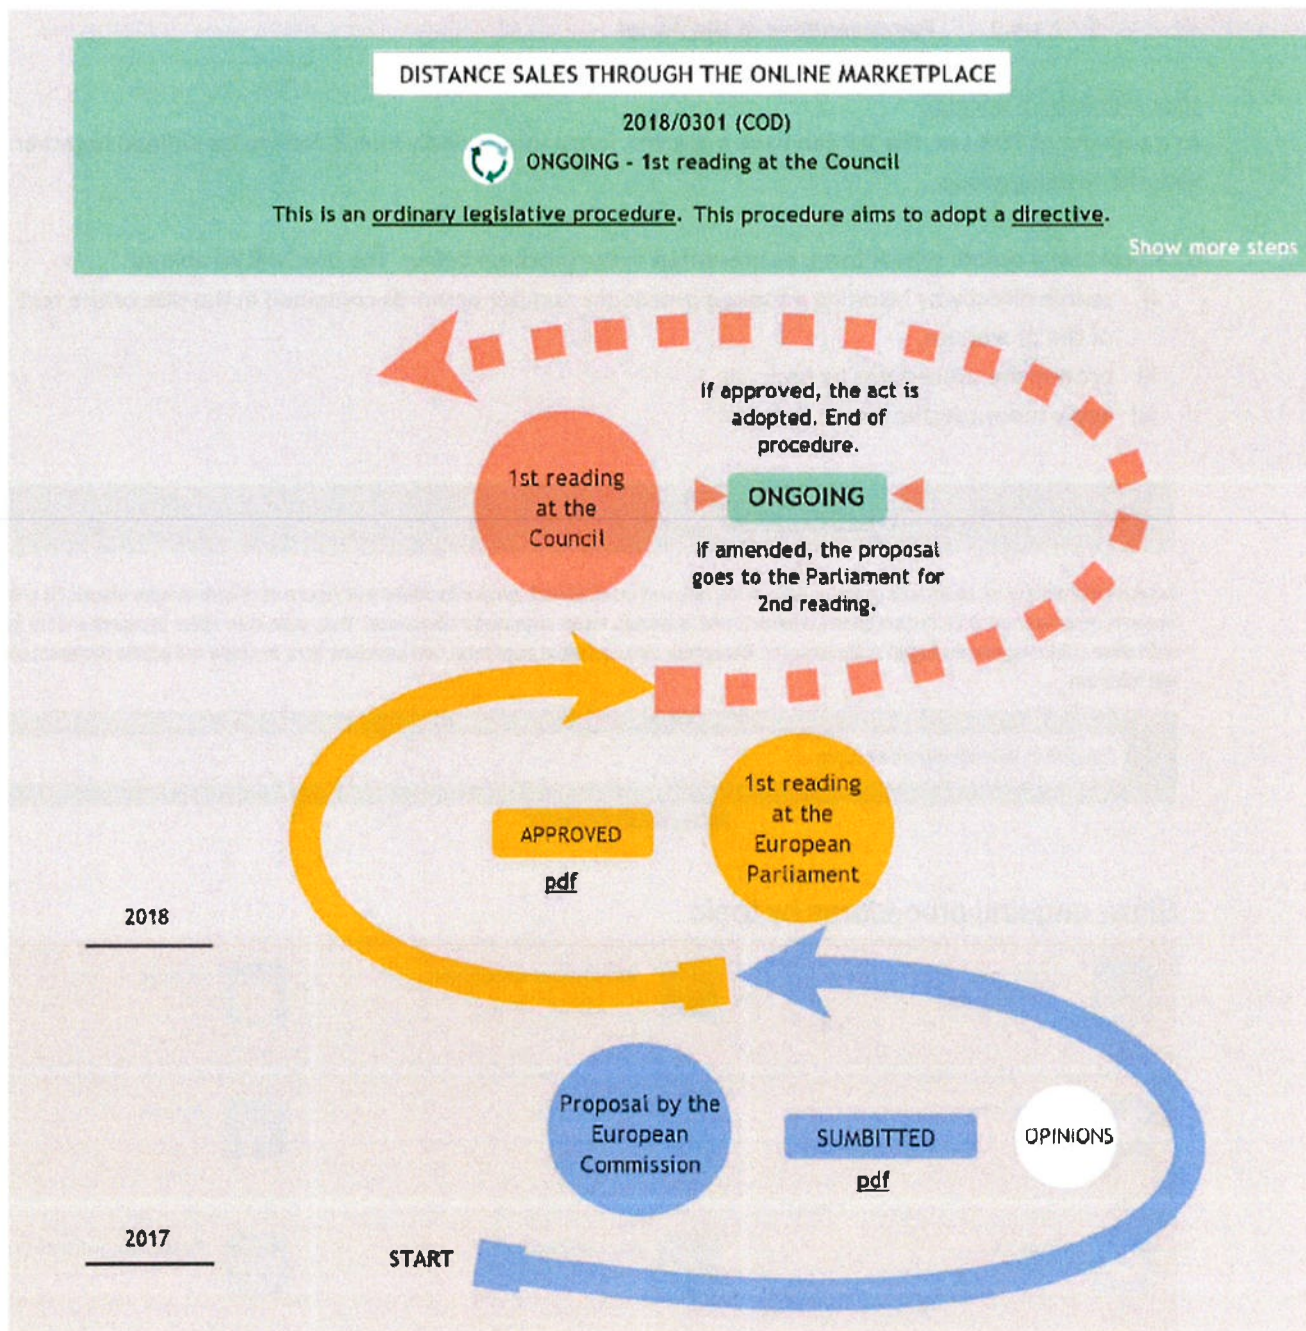 DISTANCE SALES THROUGH THE ONLINE MARKETPLACE
2018/0301 (COD)
ONGOING - 1st reading at the Council
This is an ordinary legislative procedure. This procedure aims to adopt a directive.
Show more steps
If approved, the act is
adopted. End of
procedure.
1st reading
at the
Council
ONGOING
If amended, the proposal
goes to the Parliament for
2nd reading.
1st reading
at the
European
Parliament
APPROVED
pdf
2018
Proposal by the
European
Commission
SUMBITTED
pdf
OPINIONS
2017
START